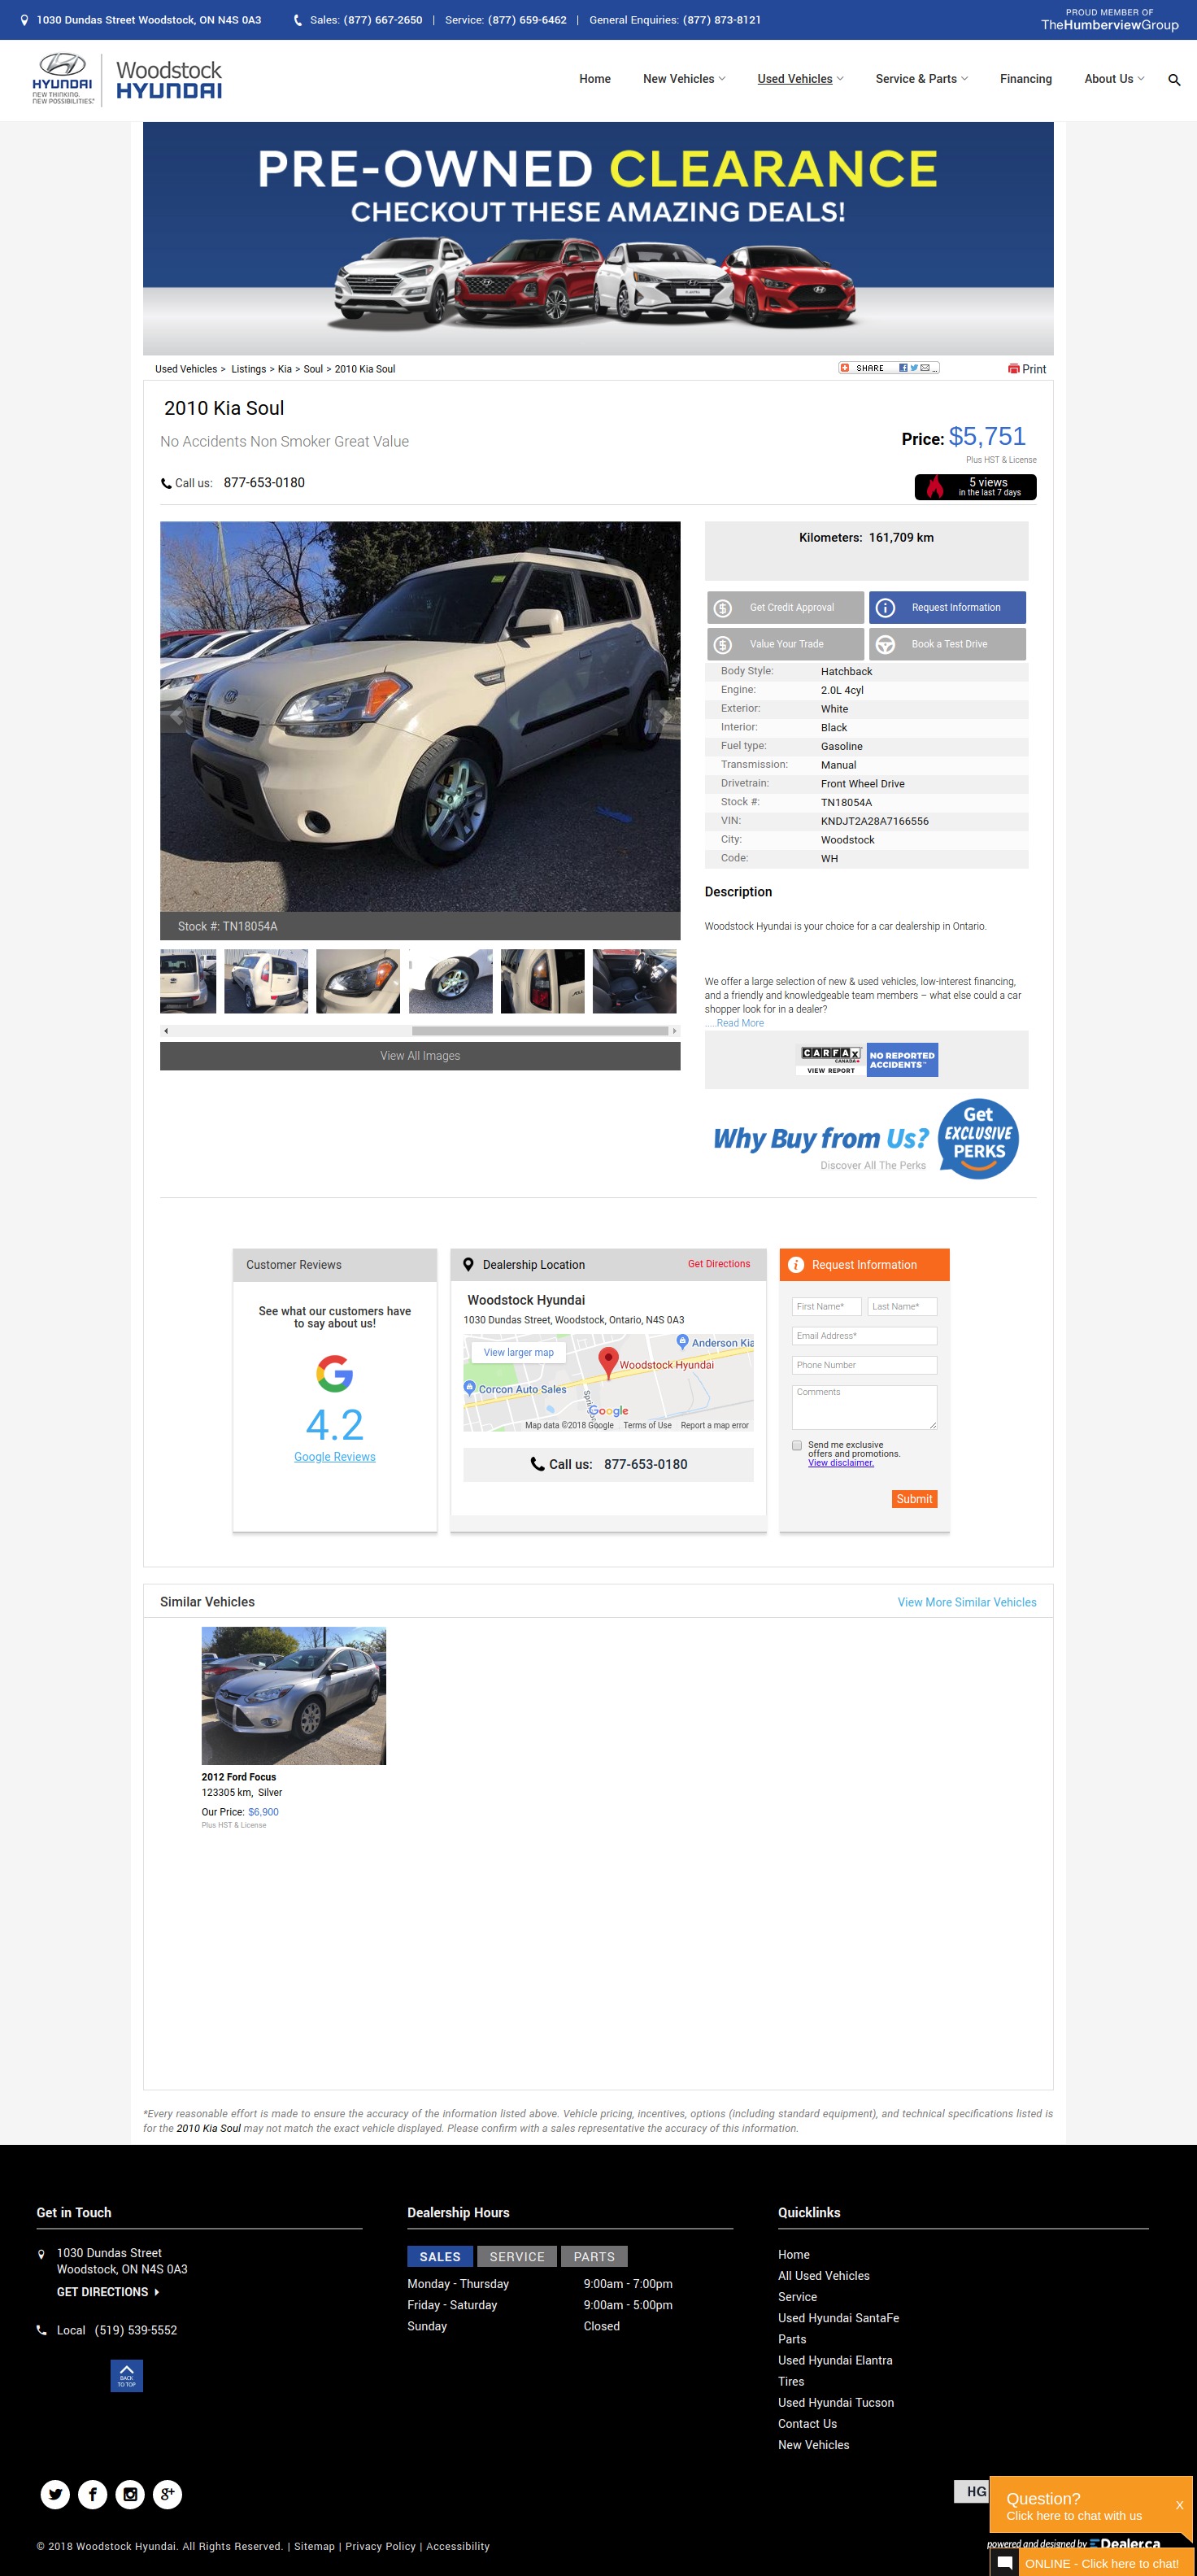 1030 Dundas Street Woodstock, ON N4S 0A3
Sales: (877) 667-2650 | Service: (877) 659-6462 | General Enquiries: (877) 873-8121
PROUD MEMBER OF
TheHumberviewGroup
HYUNDAI
NEW THINKING.
NEW POSSIBILITIES.
Woodstock
HYUNDAI
Home
New Vehicles
Used Vehicles
Service & Parts
Financing
About Us
PRE-OWNED CLEARANCE
CHECKOUT THESE AMAZING DEALS!
Used Vehicles > Listings > Kia > Soul > 2010 Kia Soul
SHARE
Print
2010 Kia Soul
No Accidents Non Smoker Great Value
Price: $5,751
Plus HST & License
Call us: 877-653-0180
5 views
in the last 7 days
Kilometers: 161,709 km
Get Credit Approval
Request Information
Value Your Trade
Book a Test Drive
Body Style: Hatchback
Engine: 2.0L 4cyl
Exterior: White
Interior: Black
Fuel type: Gasoline
Transmission: Manual
Drivetrain: Front Wheel Drive
Stock #: TN18054A
VIN: KNDJT2A28A7166556
City: Woodstock
Code: WH
Stock #: TN18054A
View All Images
Description
Woodstock Hyundai is your choice for a car dealership in Ontario.
We offer a large selection of new & used vehicles, low-interest financing,
and a friendly and knowledgeable team members – what else could a car
shopper look for in a dealer?
.....Read More
CARFAX
CANADA
VIEW REPORT
NO REPORTED
ACCIDENTS™
Why Buy from Us?
Discover All The Perks
Get
EXCLUSIVE
PERKS
Customer Reviews
See what our customers have
to say about us!
4.2
Google Reviews
Dealership Location
Get Directions
Woodstock Hyundai
1030 Dundas Street, Woodstock, Ontario, N4S 0A3
View larger map
Anderson Kia
Woodstock Hyundai
Corcon Auto Sales
Google
Map data ©2018 Google Terms of Use Report a map error
Call us: 877-653-0180
Request Information
First Name*
Last Name*
Email Address*
Phone Number
Comments
Send me exclusive
offers and promotions.
View disclaimer.
Submit
Similar Vehicles
View More Similar Vehicles
2012 Ford Focus
123305 km, Silver
Our Price: $6,900
Plus HST & License
*Every reasonable effort is made to ensure the accuracy of the information listed above. Vehicle pricing, incentives, options (including standard equipment), and technical specifications listed is
for the 2010 Kia Soul may not match the exact vehicle displayed. Please confirm with a sales representative the accuracy of this information.
Get in Touch
1030 Dundas Street
Woodstock, ON N4S 0A3
GET DIRECTIONS
Local (519) 539-5552
BACK
TO TOP
Dealership Hours
SALES
SERVICE
PARTS
Monday - Thursday 9:00am - 7:00pm
Friday - Saturday 9:00am - 5:00pm
Sunday Closed
Quicklinks
Home
All Used Vehicles
Service
Used Hyundai SantaFe
Parts
Used Hyundai Elantra
Tires
Used Hyundai Tucson
Contact Us
New Vehicles
HG
Question?
Click here to chat with us
X
© 2018 Woodstock Hyundai. All Rights Reserved. | Sitemap | Privacy Policy | Accessibility
powered and designed by EDealer.ca
ONLINE - Click here to chat!